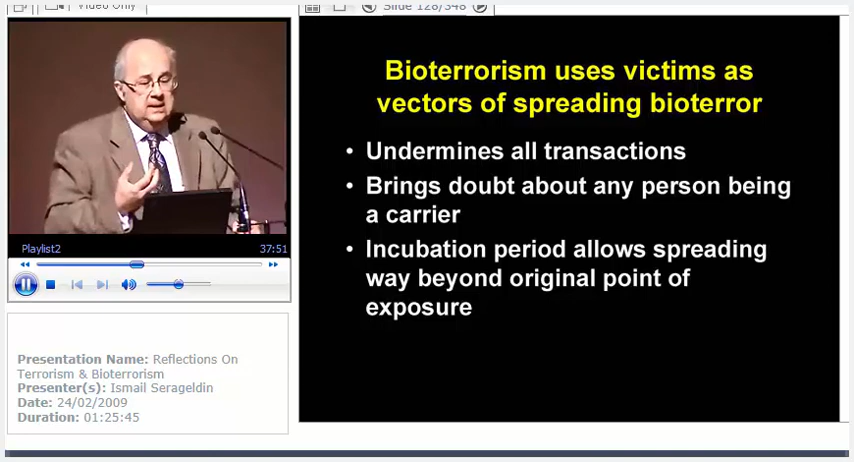 Video Only
Slide 128/348
Bioterrorism uses victims as
vectors of spreading bioterror
• Undermines all transactions
• Brings doubt about any person being
a carrier
• Incubation period allows spreading
way beyond original point of
exposure
Playlist2
37:51
Presentation Name: Reflections On
Terrorism & Bioterrorism
Presenter(s): Ismail Serageldin
Date: 24/02/2009
Duration: 01:25:45